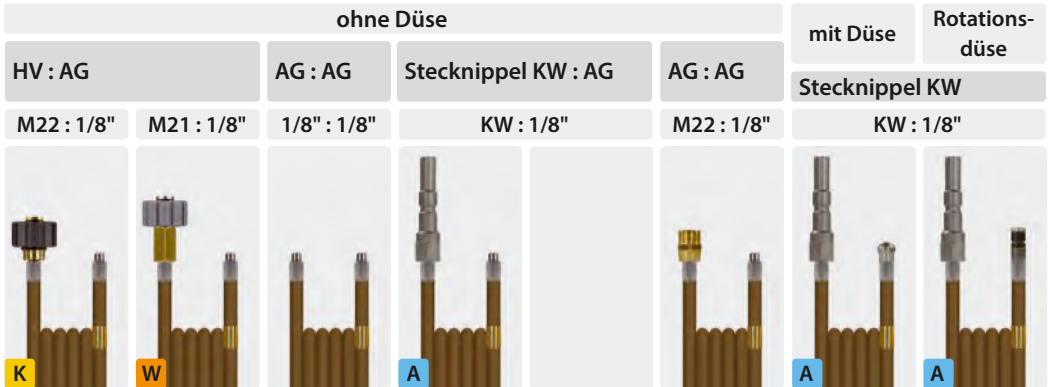 ohne Düse
mit Düse
Rotations-
düse
HV : AG
AG : AG
Stecknippel KW : AG
AG : AG
Stecknippel KW
M22 : 1/8"
M21 : 1/8"
1/8" : 1/8"
KW : 1/8"
M22 : 1/8"
KW : 1/8"
K
W
A
A
A